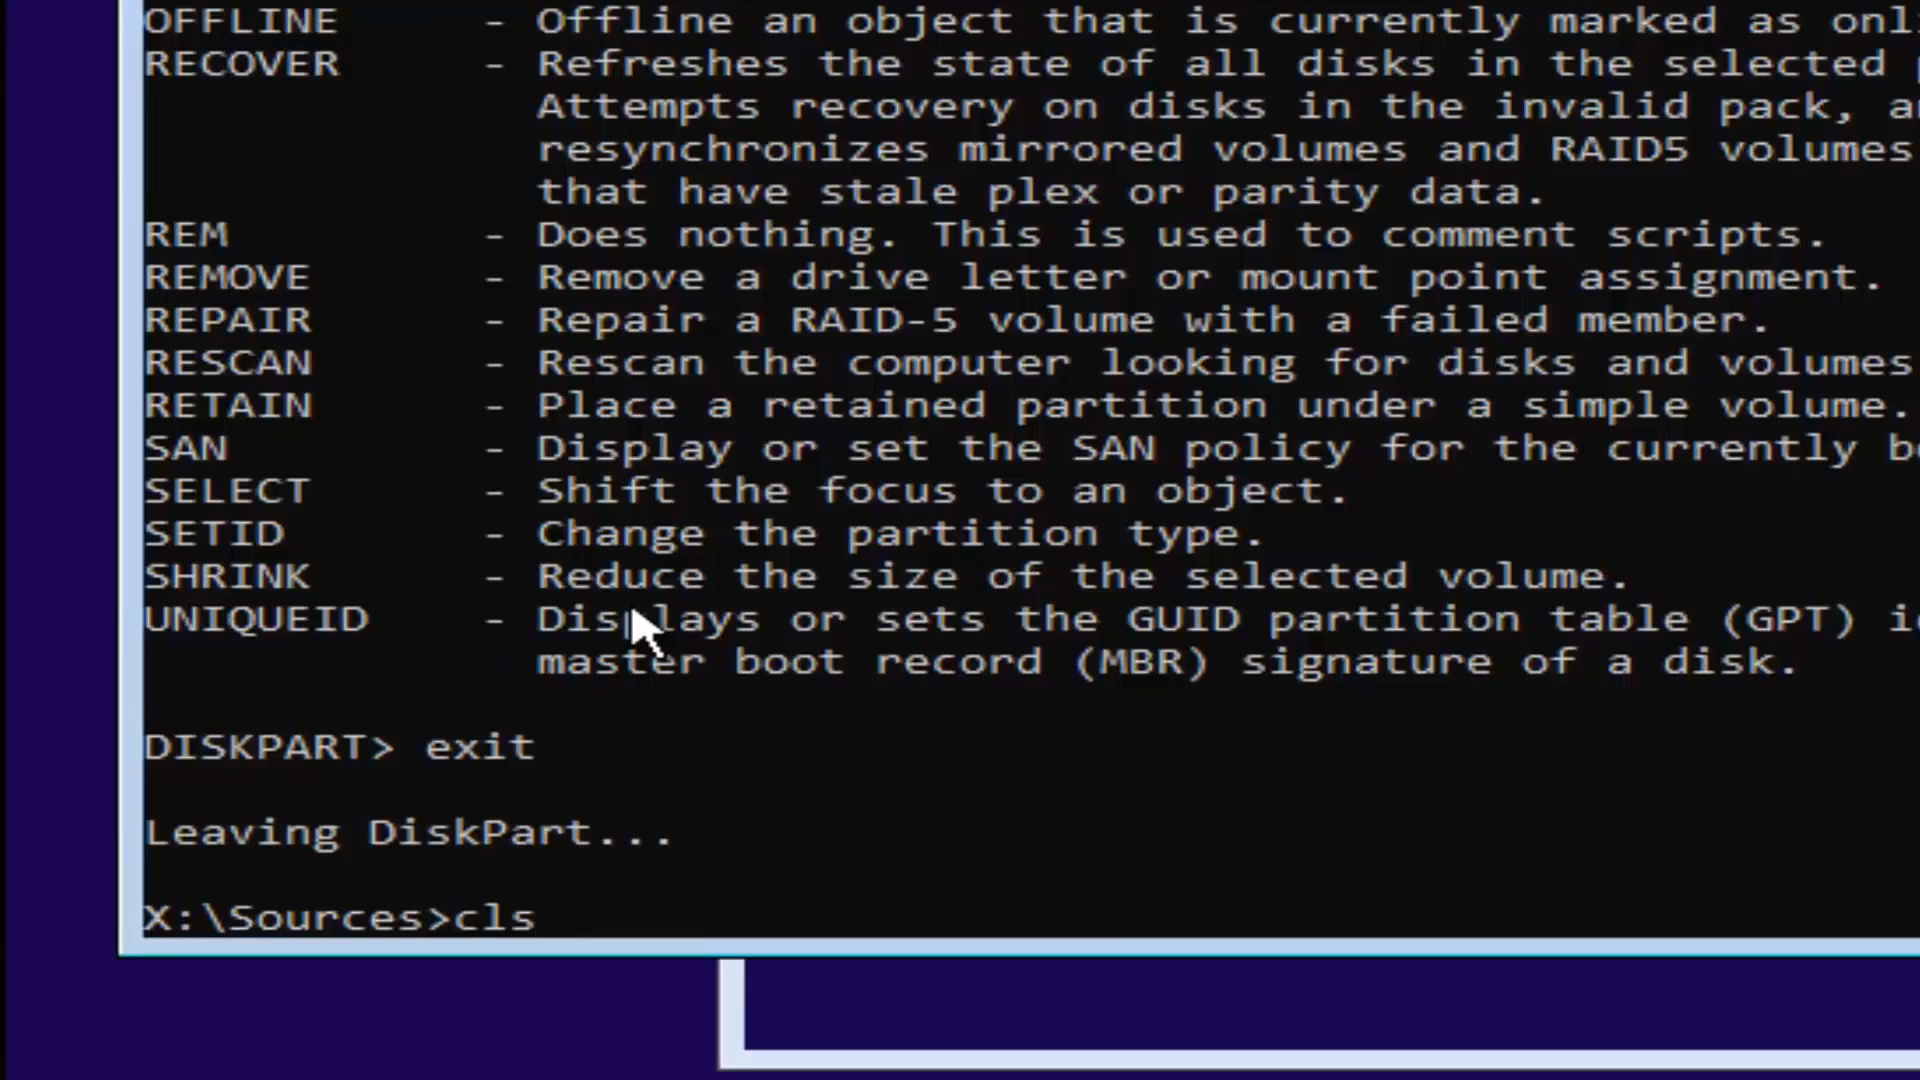 OFFLINE - Offline an object that is currently marked as
RECOVER - Refreshes the state of all disks in the selected
Attempts recovery on disks in the invalid pack,
resynchronizes mirrored volumes and RAID5 volumes
that have stale plex or parity data.
REM - Does nothing. This is used to comment scripts.
REMOVE - Remove a drive letter or mount point assignment.
REPAIR - Repair a RAID-5 volume with a failed member.
RESCAN - Rescan the computer looking for disks and volumes
RETAIN - Place a retained partition under a simple volume.
SAN - Display or set the SAN policy for the currently
SELECT - Shift the focus to an object.
SETID - Change the partition type.
SHRINK - Reduce the size of the selected volume.
UNIQUEID - Displays or sets the GUID partition table (GPT)
master boot record (MBR) signature of a disk.
DISKPART> exit
Leaving DiskPart...
X:\Sources>cls